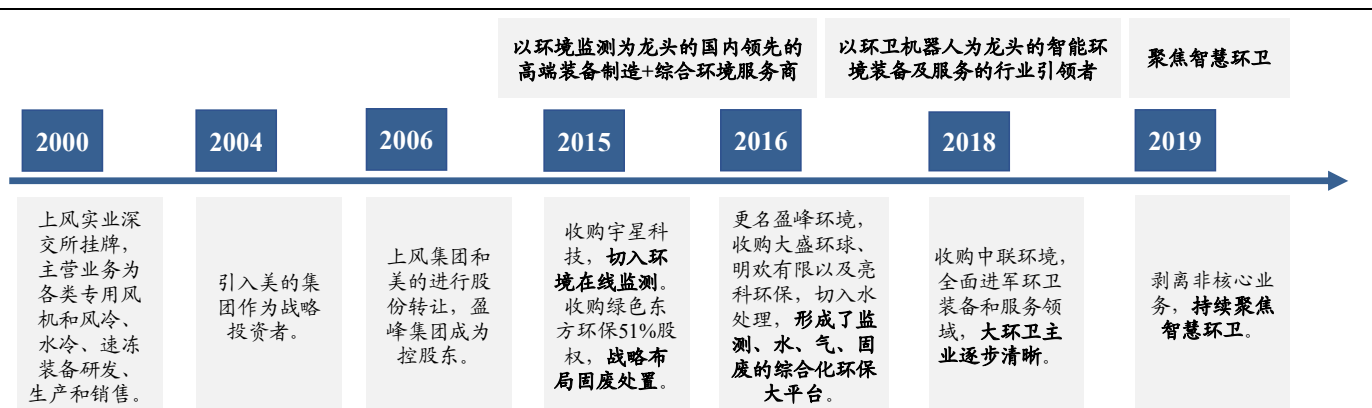 以环境监测为龙头的国内领先的
高端装备制造+综合环境服务商
以环卫机器人为龙头的智能环
境装备及服务的行业引领者
聚焦智慧环卫
2000
2004
2006
2015
2016
2018
2019
上风实业深
交所挂牌，
主营业务为
各类专用风
机和风冷、
水冷、速冻
装备研发、
生产和销售。
引入美的集
团作为战略
投资者。
上风集团和
美的进行股
份转让，盈
峰集团成为
控股东。
收购宇星科
技，切入环
境在线监测。
收购绿色东
方环保51%股
权，战略布
局固废处置。
更名盈峰环境，
收购大盛环球、
明欢有限以及亮
科环保，切入水
处理，形成了监
测、水、气、固
废的综合化环保
大平台。
收购中联环境，
全面进军环卫
装备和服务领
域，大环卫主
业逐步清晰。
剥离非核心业
务，持续聚焦
智慧环卫。